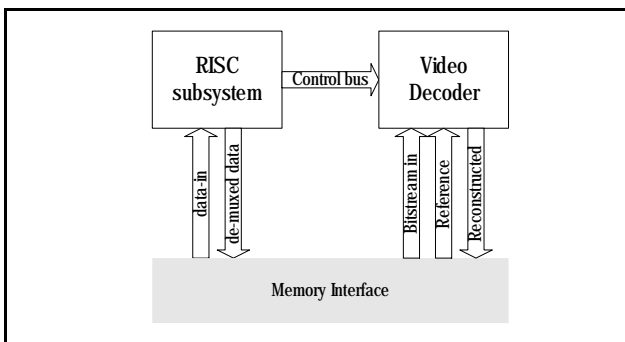 RISC
subsystem
Control bus
Video
Decoder
data-in
de-muxed data
Bitstream in
Reference
Reconstructed
Memory Interface